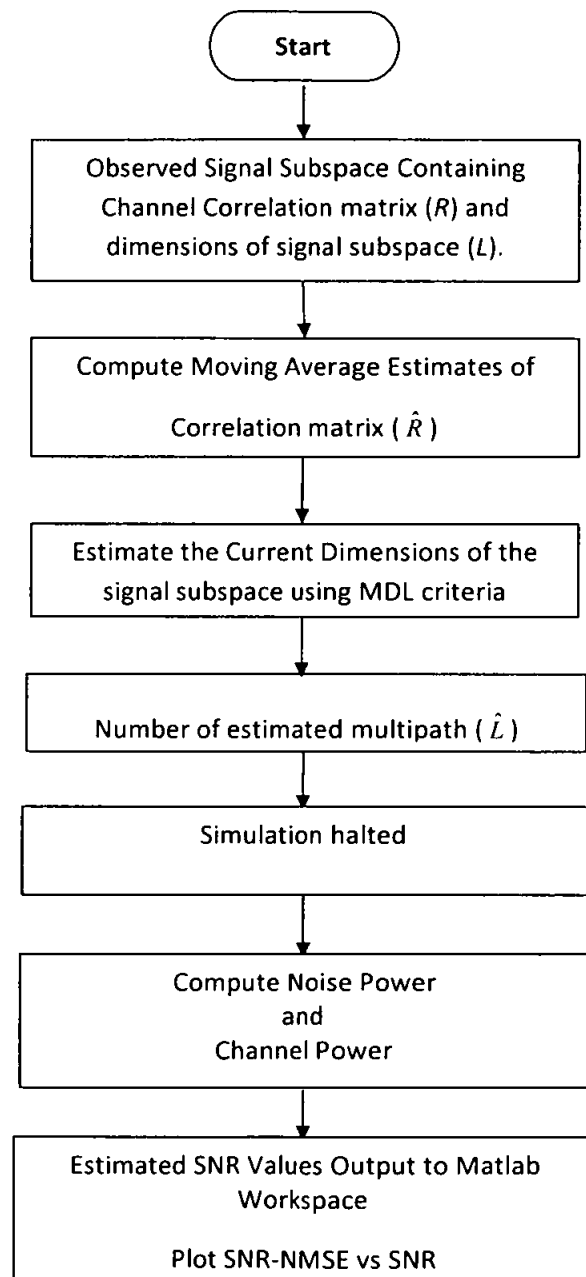 Start
Observed Signal Subspace Containing
Channel Correlation matrix (R) and
dimensions of signal subspace (L).
Compute Moving Average Estimates of
Correlation matrix ( R̂ )
Estimate the Current Dimensions of the
signal subspace using MDL criteria
Number of estimated multipath ( L̂ )
Simulation halted
Compute Noise Power
and
Channel Power
Estimated SNR Values Output to Matlab
Workspace
Plot SNR-NMSE vs SNR